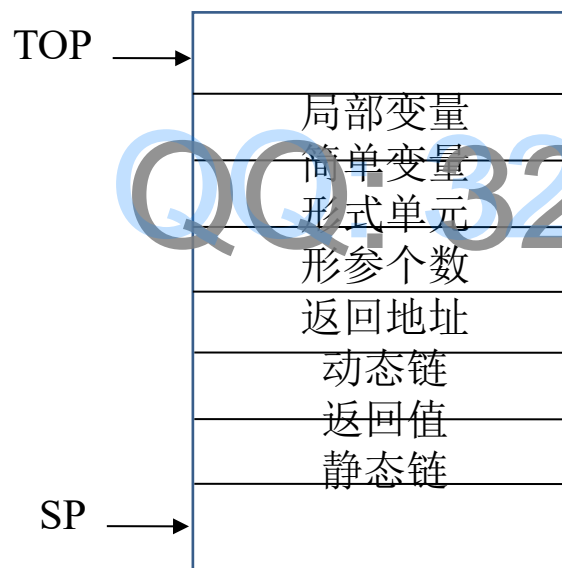 TOP
局部变量
简单变量
QQ: 32
形式单元
形参个数
返回地址
动态链
返回值
静态链
SP